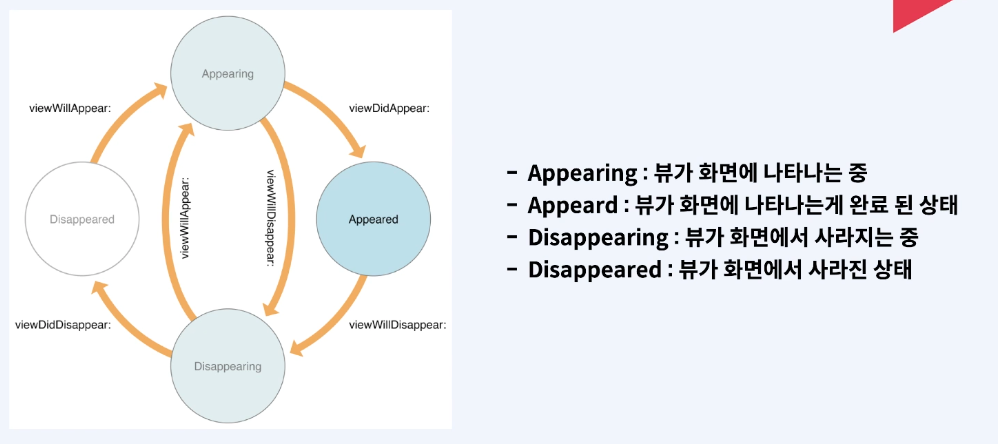 Appearing
viewWillAppear:
viewDidAppear:
viewWillAppear:
viewWillDisappear:
Disappeared
Appeared
viewDidDisappear:
viewWillDisappear:
Disappearing
- Appearing : 뷰가 화면에 나타나는 중
- Appeard : 뷰가 화면에 나타나는게 완료 된 상태
- Disappearing : 뷰가 화면에서 사라지는 중
- Disappeared : 뷰가 화면에서 사라진 상태